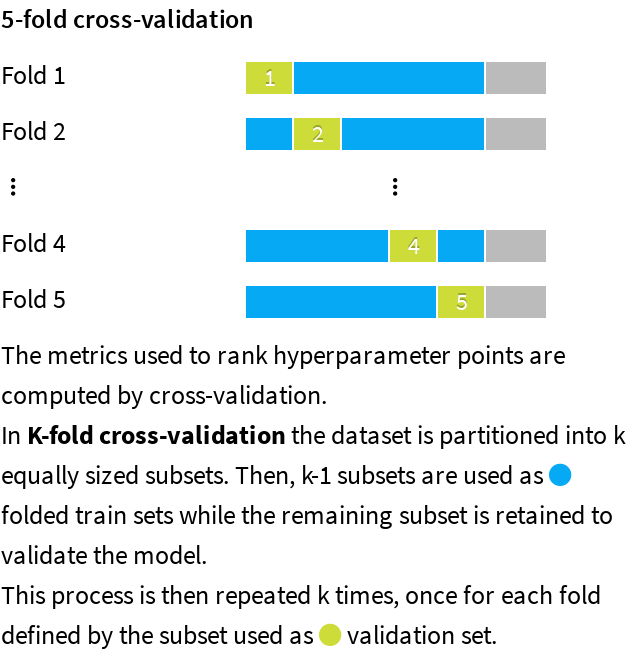 5-fold cross-validation
Fold 1
1
Fold 2
2
⋮ ⋮
Fold 4
4
Fold 5
5
The metrics used to rank hyperparameter points are
computed by cross-validation.
In K-fold cross-validation the dataset is partitioned into k
equally sized subsets. Then, k-1 subsets are used as
folded train sets while the remaining subset is retained to
validate the model.
This process is then repeated k times, once for each fold
defined by the subset used as validation set.